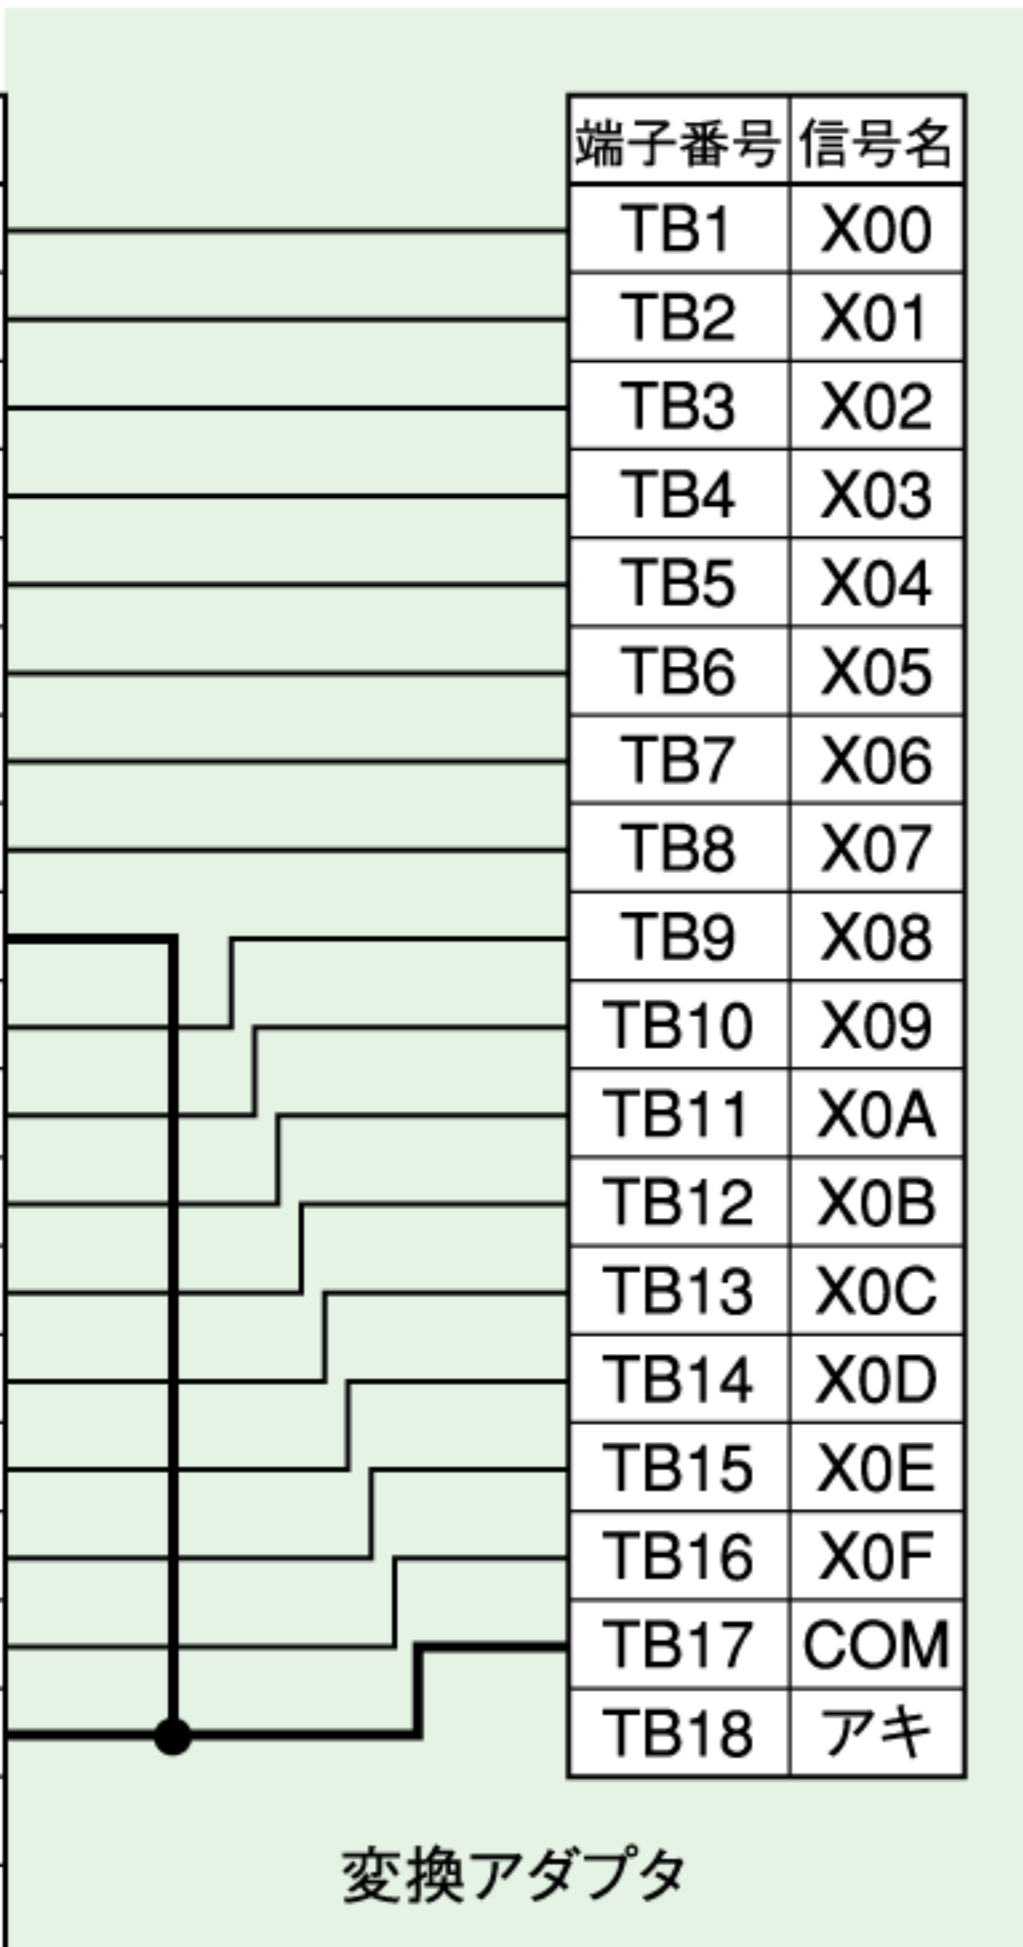 端子番号 信号名
TB1 X00
TB2 X01
TB3 X02
TB4 X03
TB5 X04
TB6 X05
TB7 X06
TB8 X07
TB9 X08
TB10 X09
TB11 X0A
TB12 X0B
TB13 X0C
TB14 X0D
TB15 X0E
TB16 X0F
TB17 COM
TB18 アキ
変換アダプタ